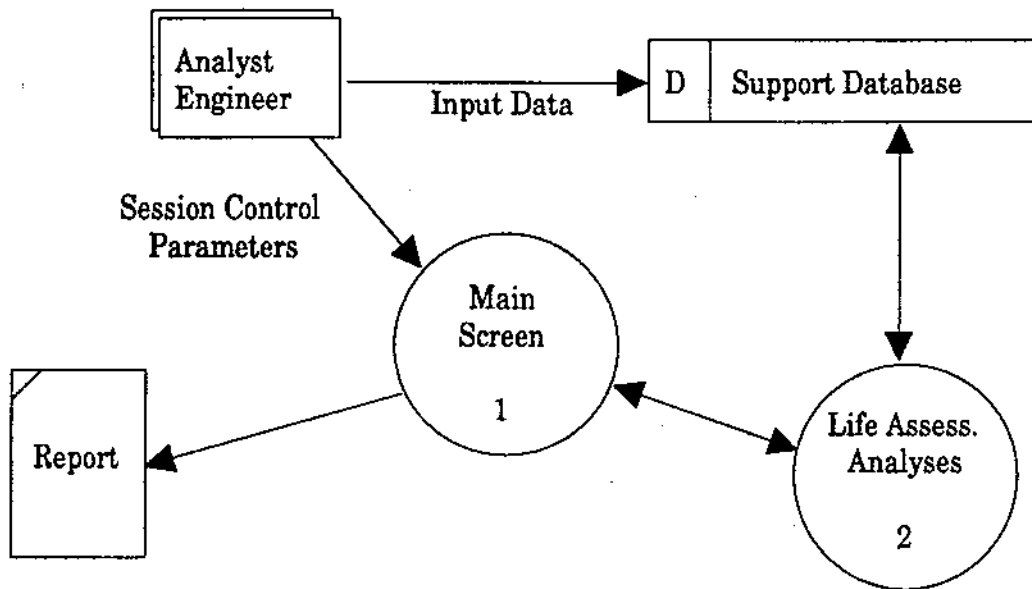 Analyst
Engineer
Input Data
D
Support Database
Session Control
Parameters
Main
Screen
1
Report
Life Assess.
Analyses
2